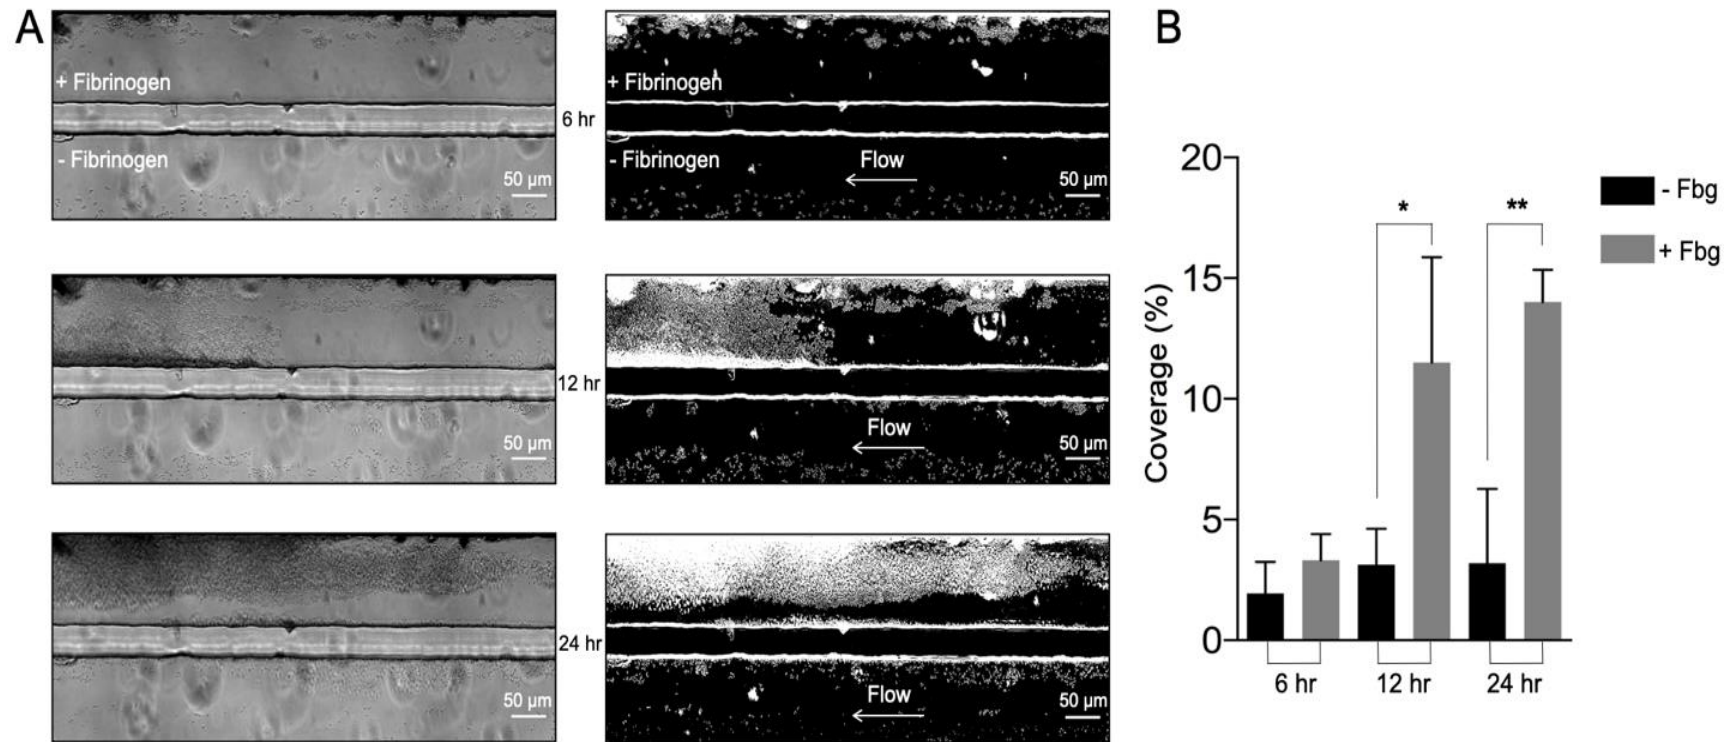 A
+ Fibrinogen
- Fibrinogen
50 µm
6 hr
+ Fibrinogen
- Fibrinogen
Flow
50 µm
50 µm
12 hr
Flow
50 µm
50 µm
24 hr
Flow
50 µm
B
Coverage (%)
20
15
10
5
0
*
**
- Fbg
+ Fbg
6 hr
12 hr
24 hr